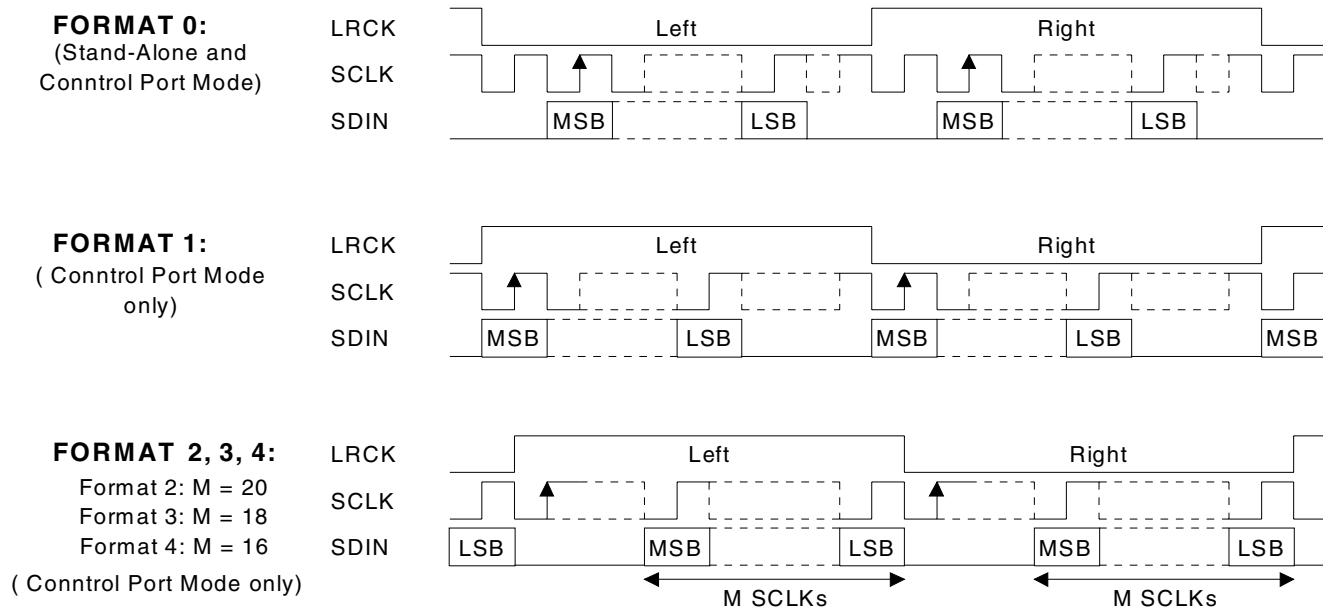 FORMAT 0:
(Stand-Alone and
Conntrol Port Mode)
LRCK
Left
Right
SCLK
SDIN
MSB
LSB
MSB
LSB
FORMAT 1:
( Conntrol Port Mode
only)
LRCK
Left
Right
SCLK
SDIN
MSB
LSB
MSB
LSB
MSB
FORMAT 2, 3, 4:
Format 2: M = 20
Format 3: M = 18
Format 4: M = 16
( Conntrol Port Mode only)
LRCK
Left
Right
SCLK
SDIN
LSB
MSB
LSB
MSB
LSB
M SCLKs
M SCLKs